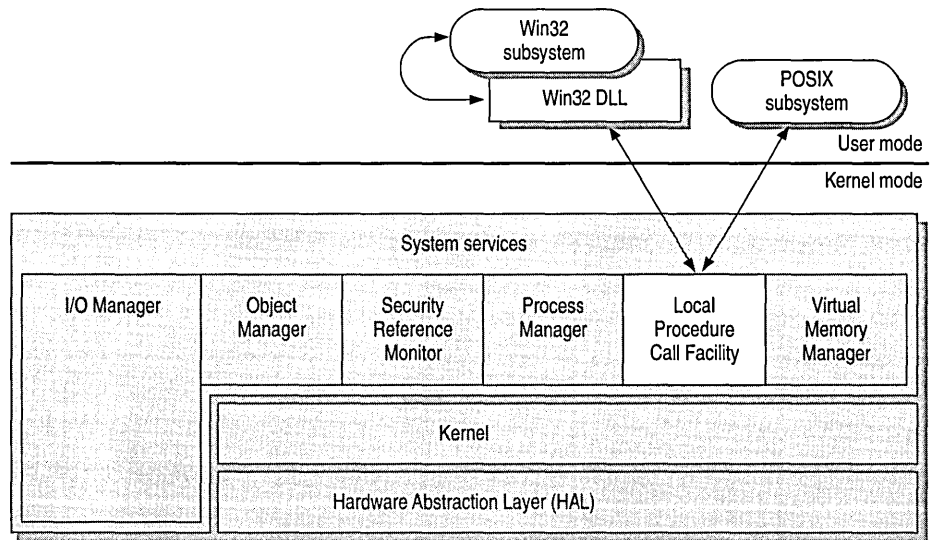 Win32
subsystem
Win32 DLL
POSIX
subsystem
User mode
Kernel mode
System services
I/O Manager
Object
Manager
Security
Reference
Monitor
Process
Manager
Local
Procedure
Call Facility
Virtual
Memory
Manager
Kernel
Hardware Abstraction Layer (HAL)